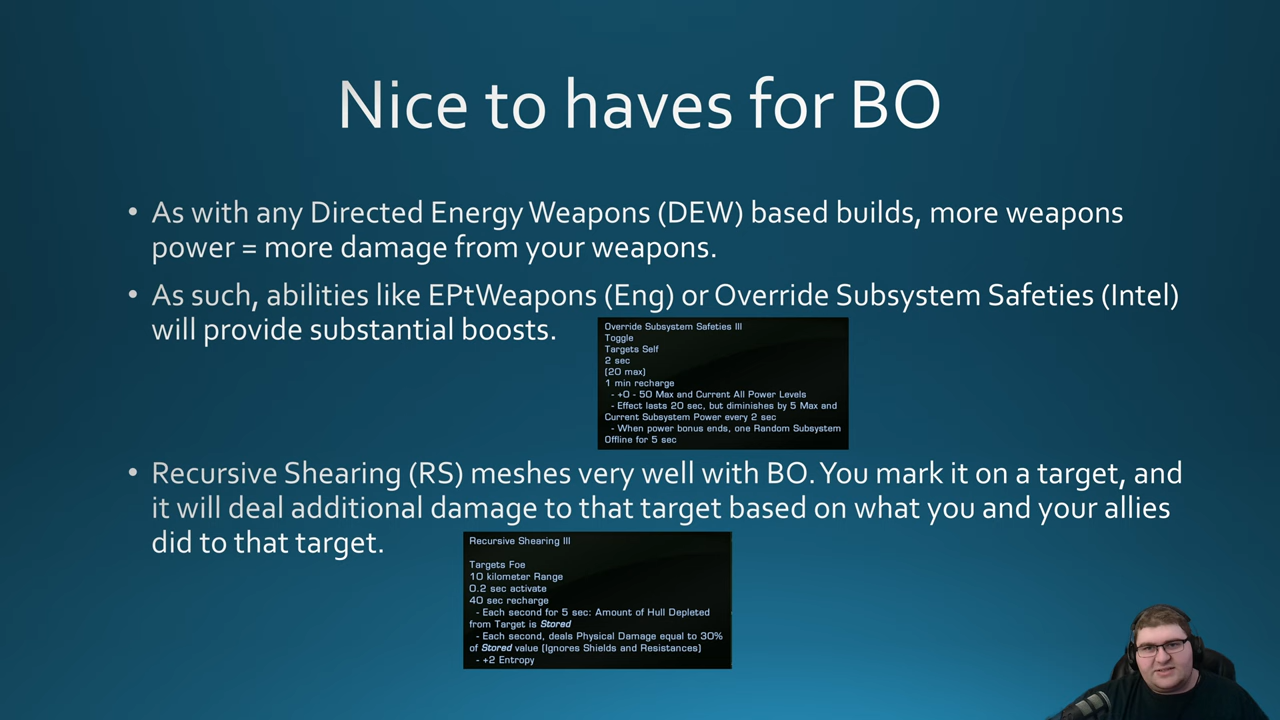 Nice to haves for BO
• As with any Directed Energy Weapons (DEW) based builds, more weapons
power = more damage from your weapons.
• As such, abilities like EPtWeapons (Eng) or Override Subsystem Safeties (Intel)
will provide substantial boosts.
Override Subsystem Safeties III
Toggle
Targets Self
2 sec
(20 max)
1 min recharge
- +0 - 50 Max and Current All Power Levels
- Effect lasts 20 sec, but diminishes by 5 Max and
Current Subsystem Power every 2 sec
- When power bonus ends, one Random Subsystem
Offline for 5 sec
• Recursive Shearing (RS) meshes very well with BO. You mark it on a target, and
it will deal additional damage to that target based on what you and your allies
did to that target.
Recursive Shearing III
Targets Foe
10 kilometer Range
0.2 sec activate
40 sec recharge
- Each second for 5 sec: Amount of Hull Depleted
from Target is Stored
- Each second, deals Physical Damage equal to 30%
of Stored value (Ignores Shields and Resistances)
- +2 Entropy